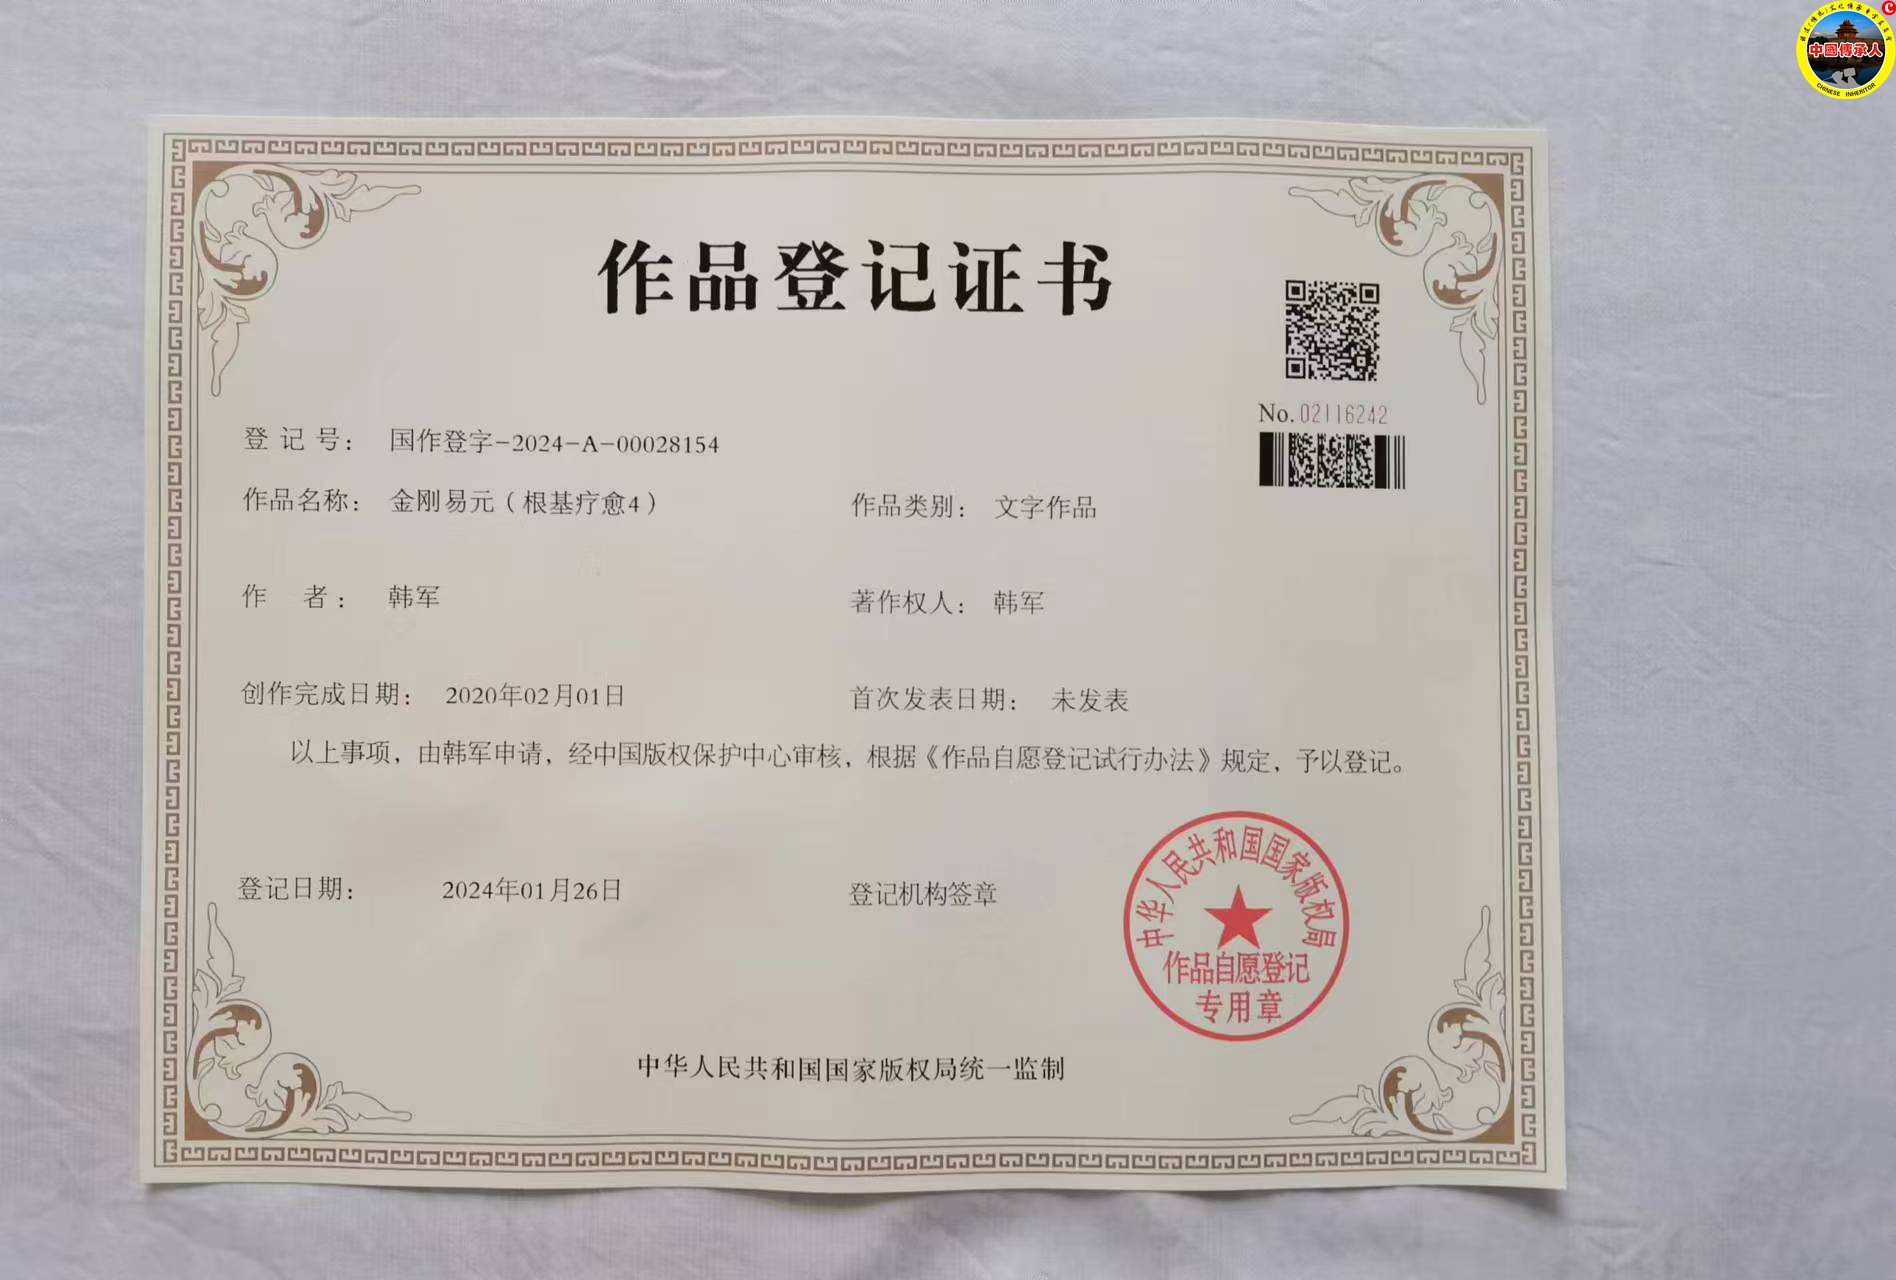 中國傳承人
CHINESE INHERITOR
作品登记证书
No.02116242
登记号： 国作登字-2024-A-00028154
作品名称： 金刚易元（根基疗愈4） 作品类别： 文字作品
作 者： 韩军 著作权人： 韩军
创作完成日期： 2020年02月01日 首次发表日期： 未发表
以上事项，由韩军申请，经中国版权保护中心审核，根据《作品自愿登记试行办法》规定，予以登记。
登记日期： 2024年01月26日 登记机构签章
中华人民共和国国家版权局
作品自愿登记
专用章
中华人民共和国国家版权局统一监制